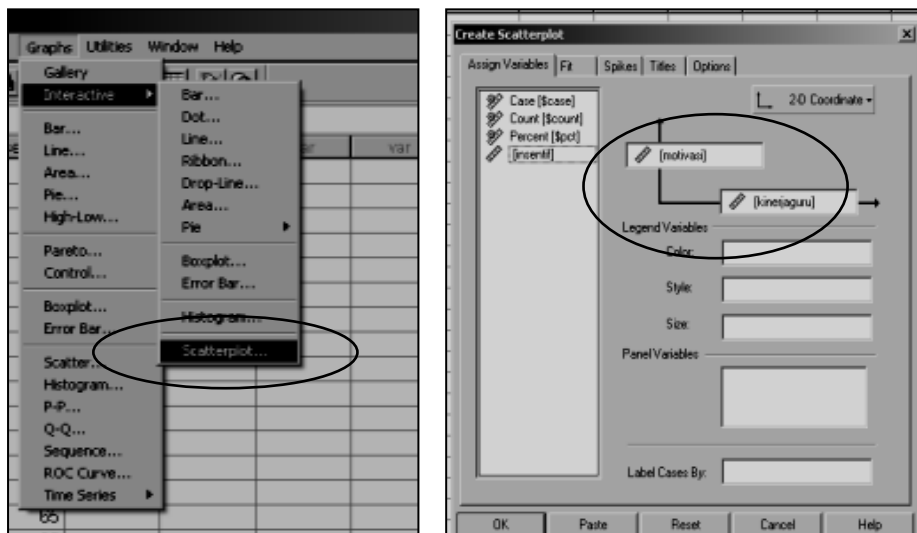 Graphs Utilities Window Help
Gallery
Interactive
Bar...
Line...
Area...
Pie...
High-Low...
Pareto...
Control...
Boxplot...
Error Bar...
Scatter...
Histogram...
P-P...
Q-Q...
Sequence...
ROC Curve...
Time Series
65
Bar...
Dot...
Line...
Ribbon...
Drop-Line...
Area...
Pie
Boxplot...
Error Bar...
Histogram...
Scatterplot...
var
Create Scatterplot
Assign Variables Fit Spikes Titles Options
Case [$case]
Count [$count]
Percent [$pct]
[insentif]
2-D Coordinate
[motivasi]
[kinerjaguru]
Legend Variables
Color:
Style:
Size:
Panel Variables
Label Cases By:
OK Paste Reset Cancel Help